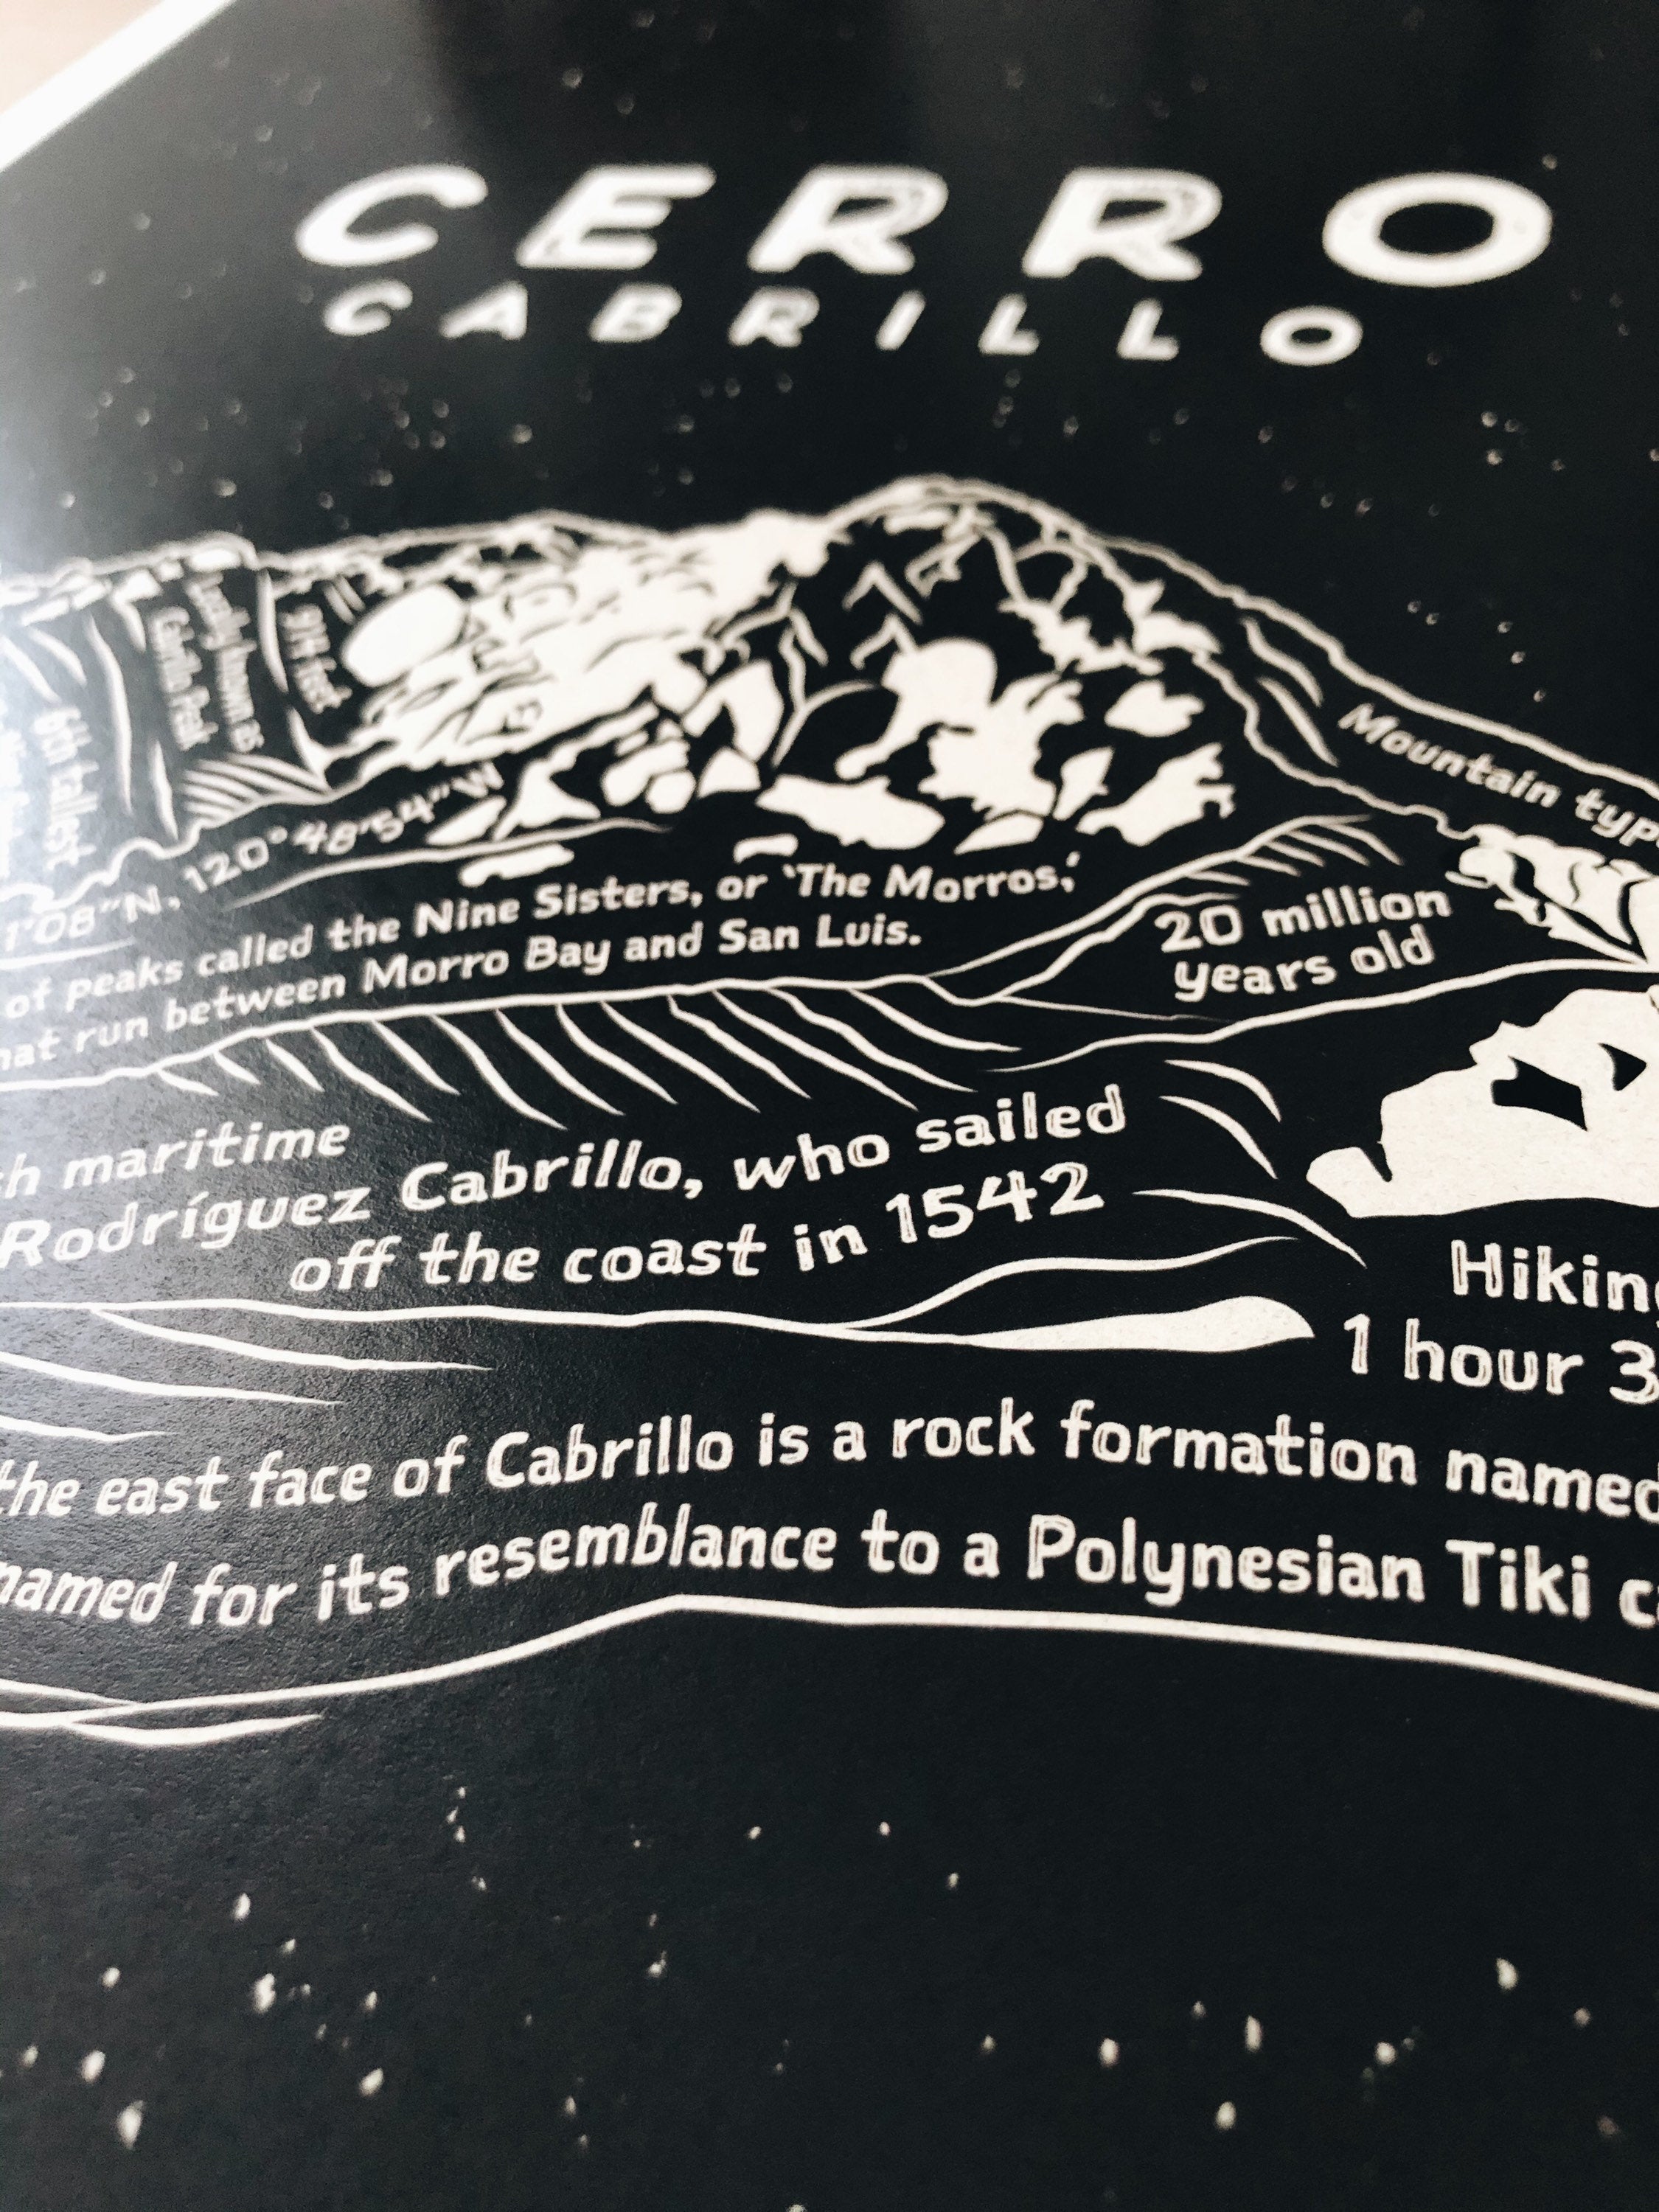 CERRO
CABRILLO
Locally known as
Cabrillo Peak
911 feet
6th tallest
Mountain typ
1'08"N, 120°48'54"W
of peaks called the Nine Sisters, or 'The Morros,'
hat run between Morro Bay and San Luis.
20 million
years old
h maritime
Rodríguez Cabrillo, who sailed
off the coast in 1542
Hiking
1 hour 3
the east face of Cabrillo is a rock formation named
named for its resemblance to a Polynesian Tiki ca